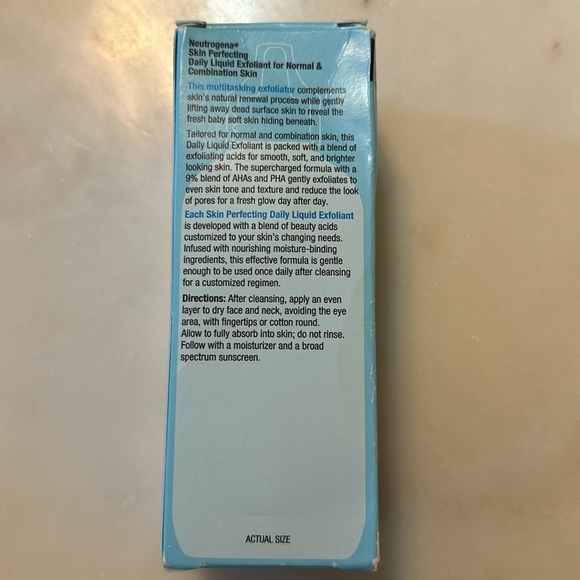 Neutrogena®
Skin Perfecting
Daily Liquid Exfoliant for Normal &
Combination Skin
This multitasking exfoliator complements
skin's natural renewal process while gently
lifting away dead surface skin to reveal the
fresh baby soft skin hiding beneath.
Tailored for normal and combination skin, this
Daily Liquid Exfoliant is packed with a blend of
exfoliating acids for smooth, soft, and brighter
looking skin. The supercharged formula with a
9% blend of AHAs and PHA gently exfoliates to
even skin tone and texture and reduce the look
of pores for a fresh glow day after day.
Each Skin Perfecting Daily Liquid Exfoliant
is developed with a blend of beauty acids
customized to your skin's changing needs.
Infused with nourishing moisture-binding
ingredients, this effective formula is gentle
enough to be used once daily after cleansing
for a customized regimen.
Directions: After cleansing, apply an even
layer to dry face and neck, avoiding the eye
area, with fingertips or cotton round.
Allow to fully absorb into skin; do not rinse.
Follow with a moisturizer and a broad
spectrum sunscreen.
ACTUAL SIZE